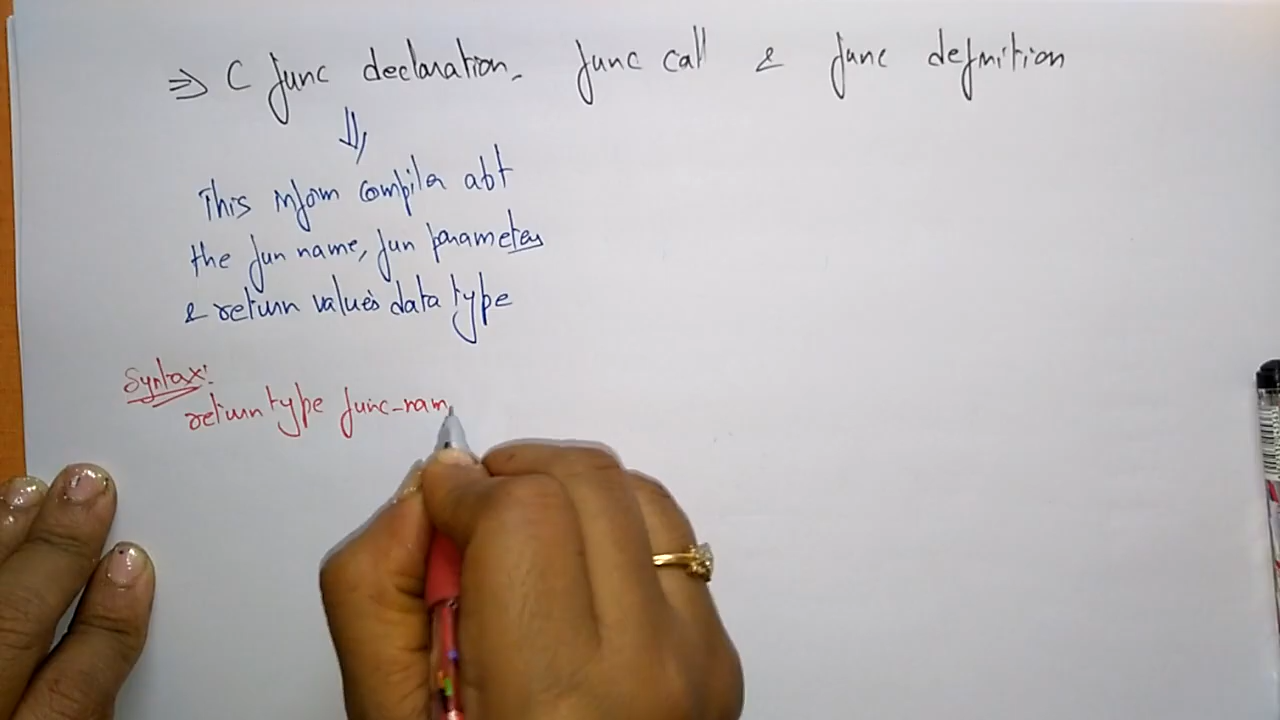 ⇒ C func declaration, func call & func definition
⇓
This inform compiler abt
the fun name, fun parameters
& return value's data type
Syntax:
return type func-nam